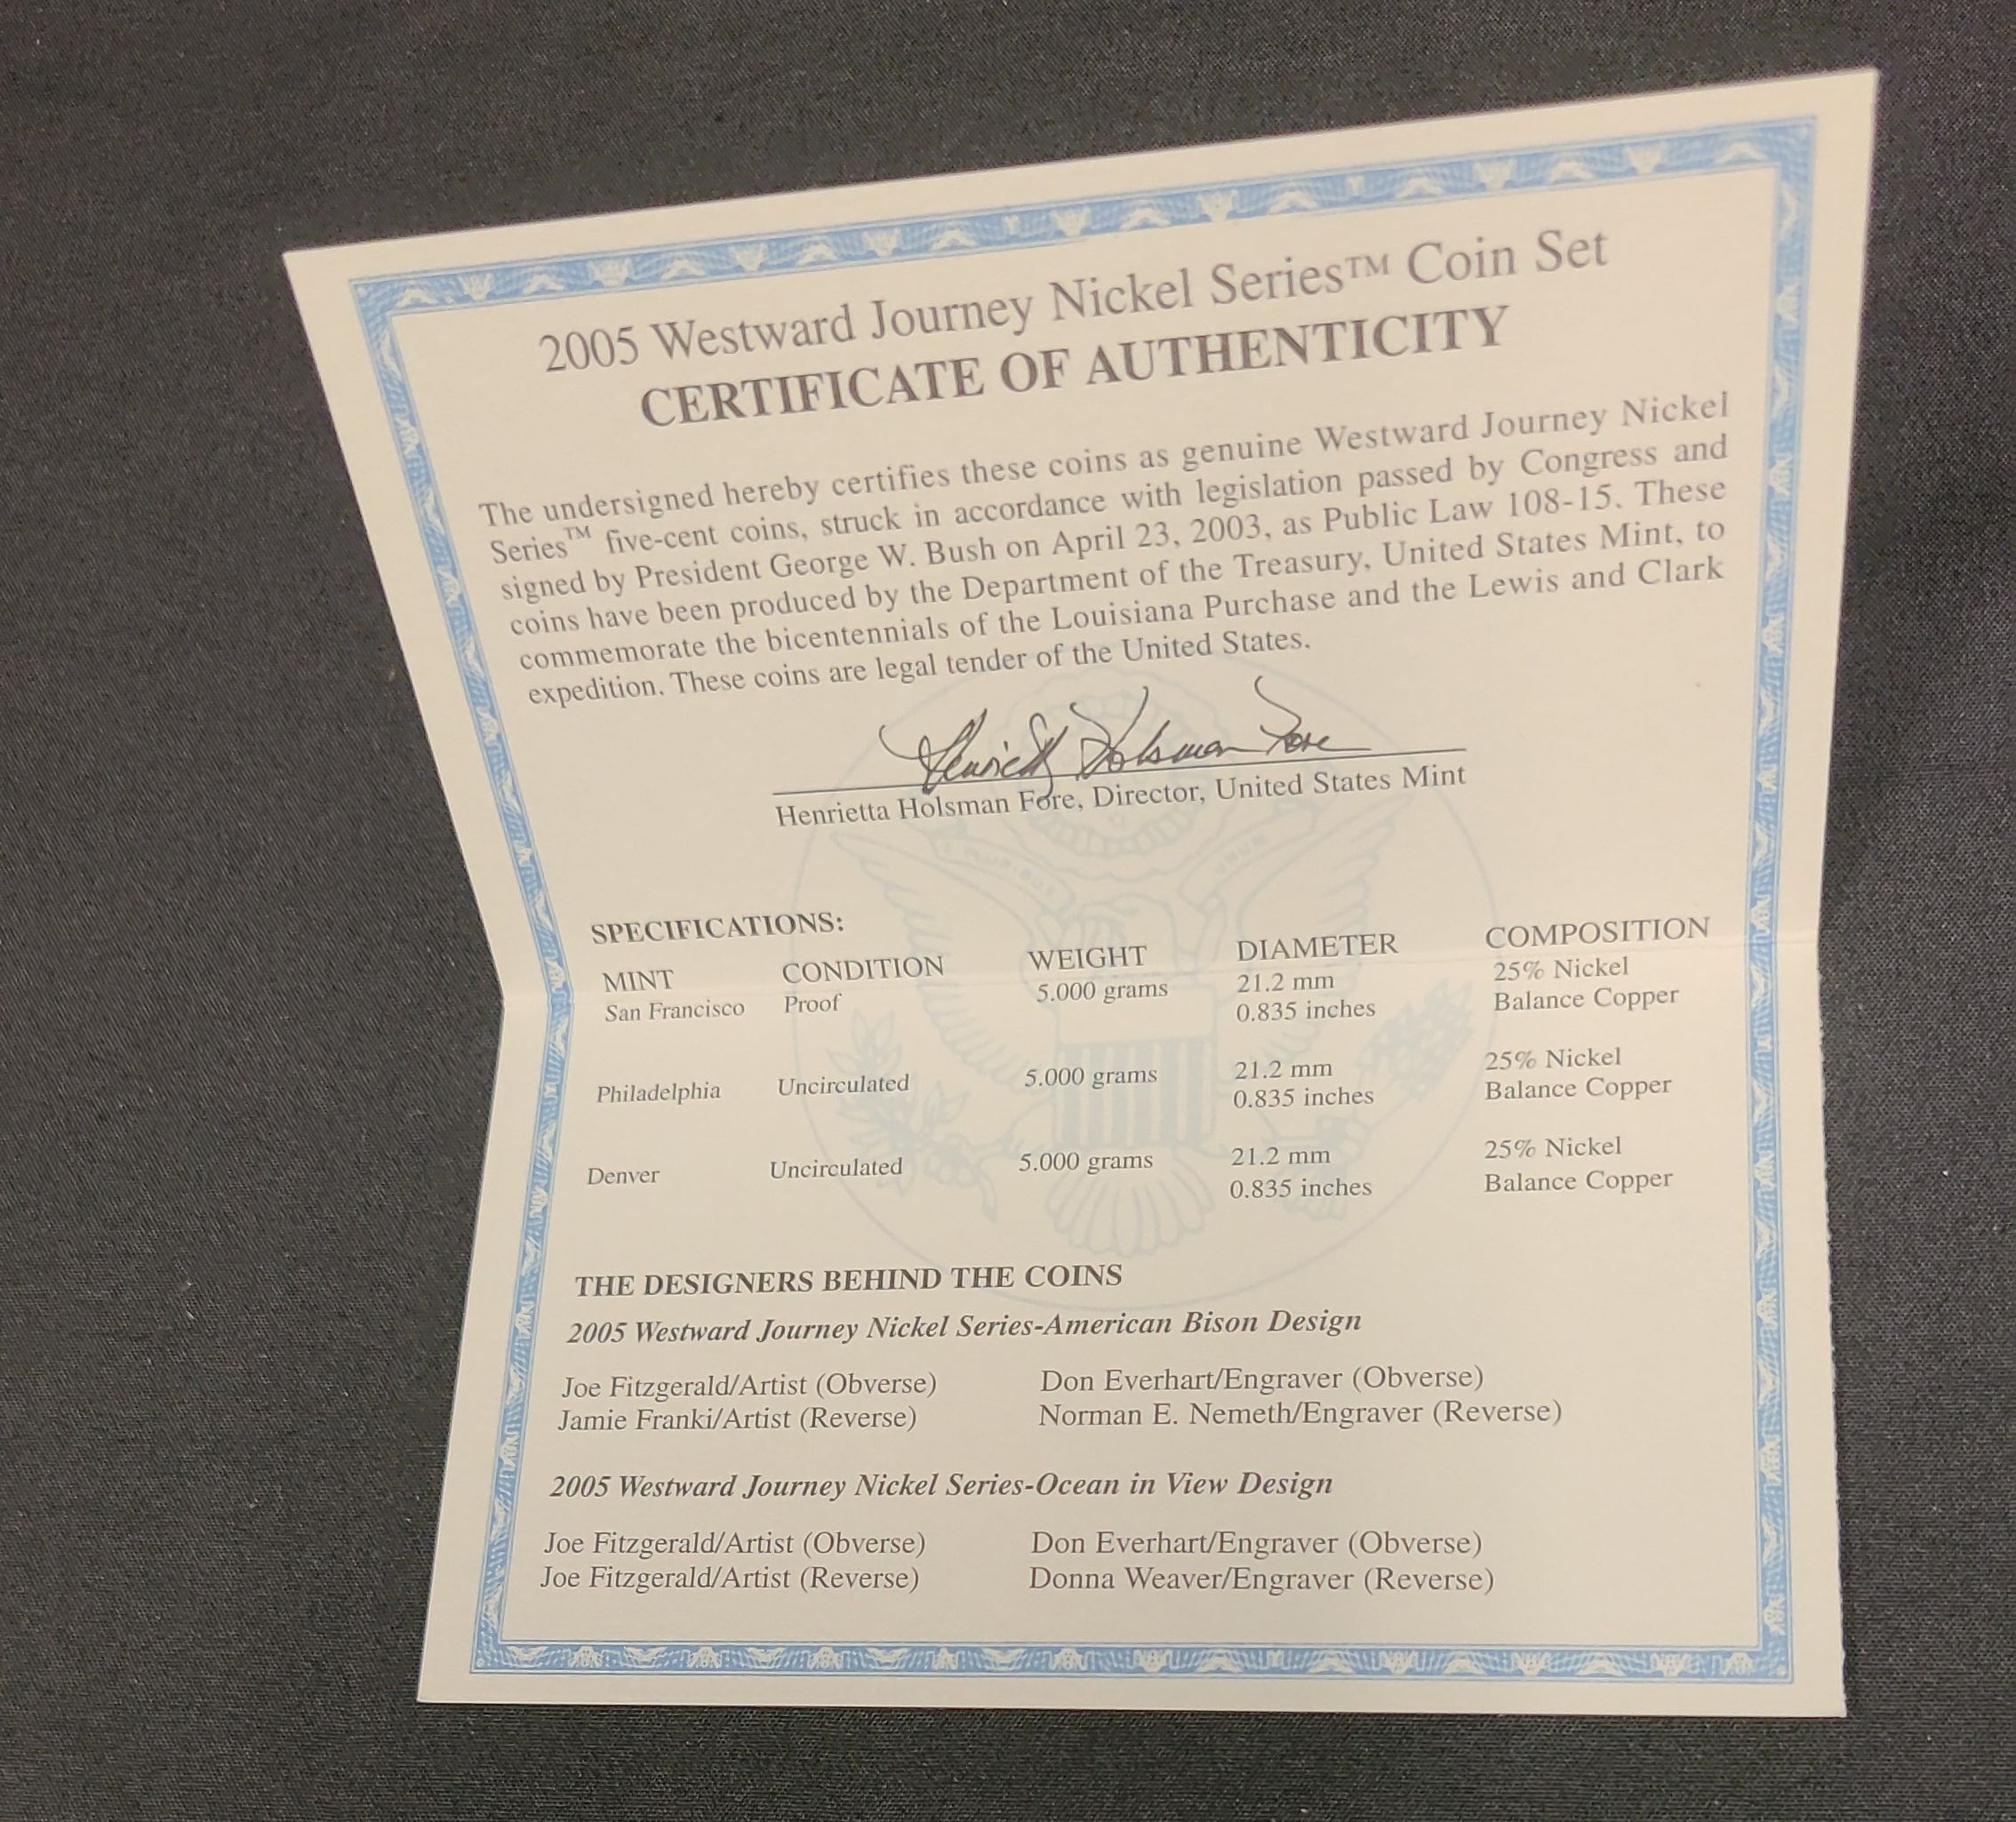 2005 Westward Journey Nickel Series™ Coin Set
CERTIFICATE OF AUTHENTICITY
The undersigned hereby certifies these coins as genuine Westward Journey Nickel
Series™ five-cent coins, struck in accordance with legislation passed by Congress and
signed by President George W. Bush on April 23, 2003, as Public Law 108-15. These
coins have been produced by the Department of the Treasury, United States Mint, to
commemorate the bicentennials of the Louisiana Purchase and the Lewis and Clark
expedition. These coins are legal tender of the United States.
Henrietta Holsman Fore
Henrietta Holsman Fore, Director, United States Mint
SPECIFICATIONS:
MINT CONDITION WEIGHT DIAMETER COMPOSITION
San Francisco Proof 5.000 grams 21.2 mm 25% Nickel
0.835 inches Balance Copper
Philadelphia Uncirculated 5.000 grams 21.2 mm 25% Nickel
0.835 inches Balance Copper
Denver Uncirculated 5.000 grams 21.2 mm 25% Nickel
0.835 inches Balance Copper
THE DESIGNERS BEHIND THE COINS
2005 Westward Journey Nickel Series-American Bison Design
Joe Fitzgerald/Artist (Obverse) Don Everhart/Engraver (Obverse)
Jamie Franki/Artist (Reverse) Norman E. Nemeth/Engraver (Reverse)
2005 Westward Journey Nickel Series-Ocean in View Design
Joe Fitzgerald/Artist (Obverse) Don Everhart/Engraver (Obverse)
Joe Fitzgerald/Artist (Reverse) Donna Weaver/Engraver (Reverse)